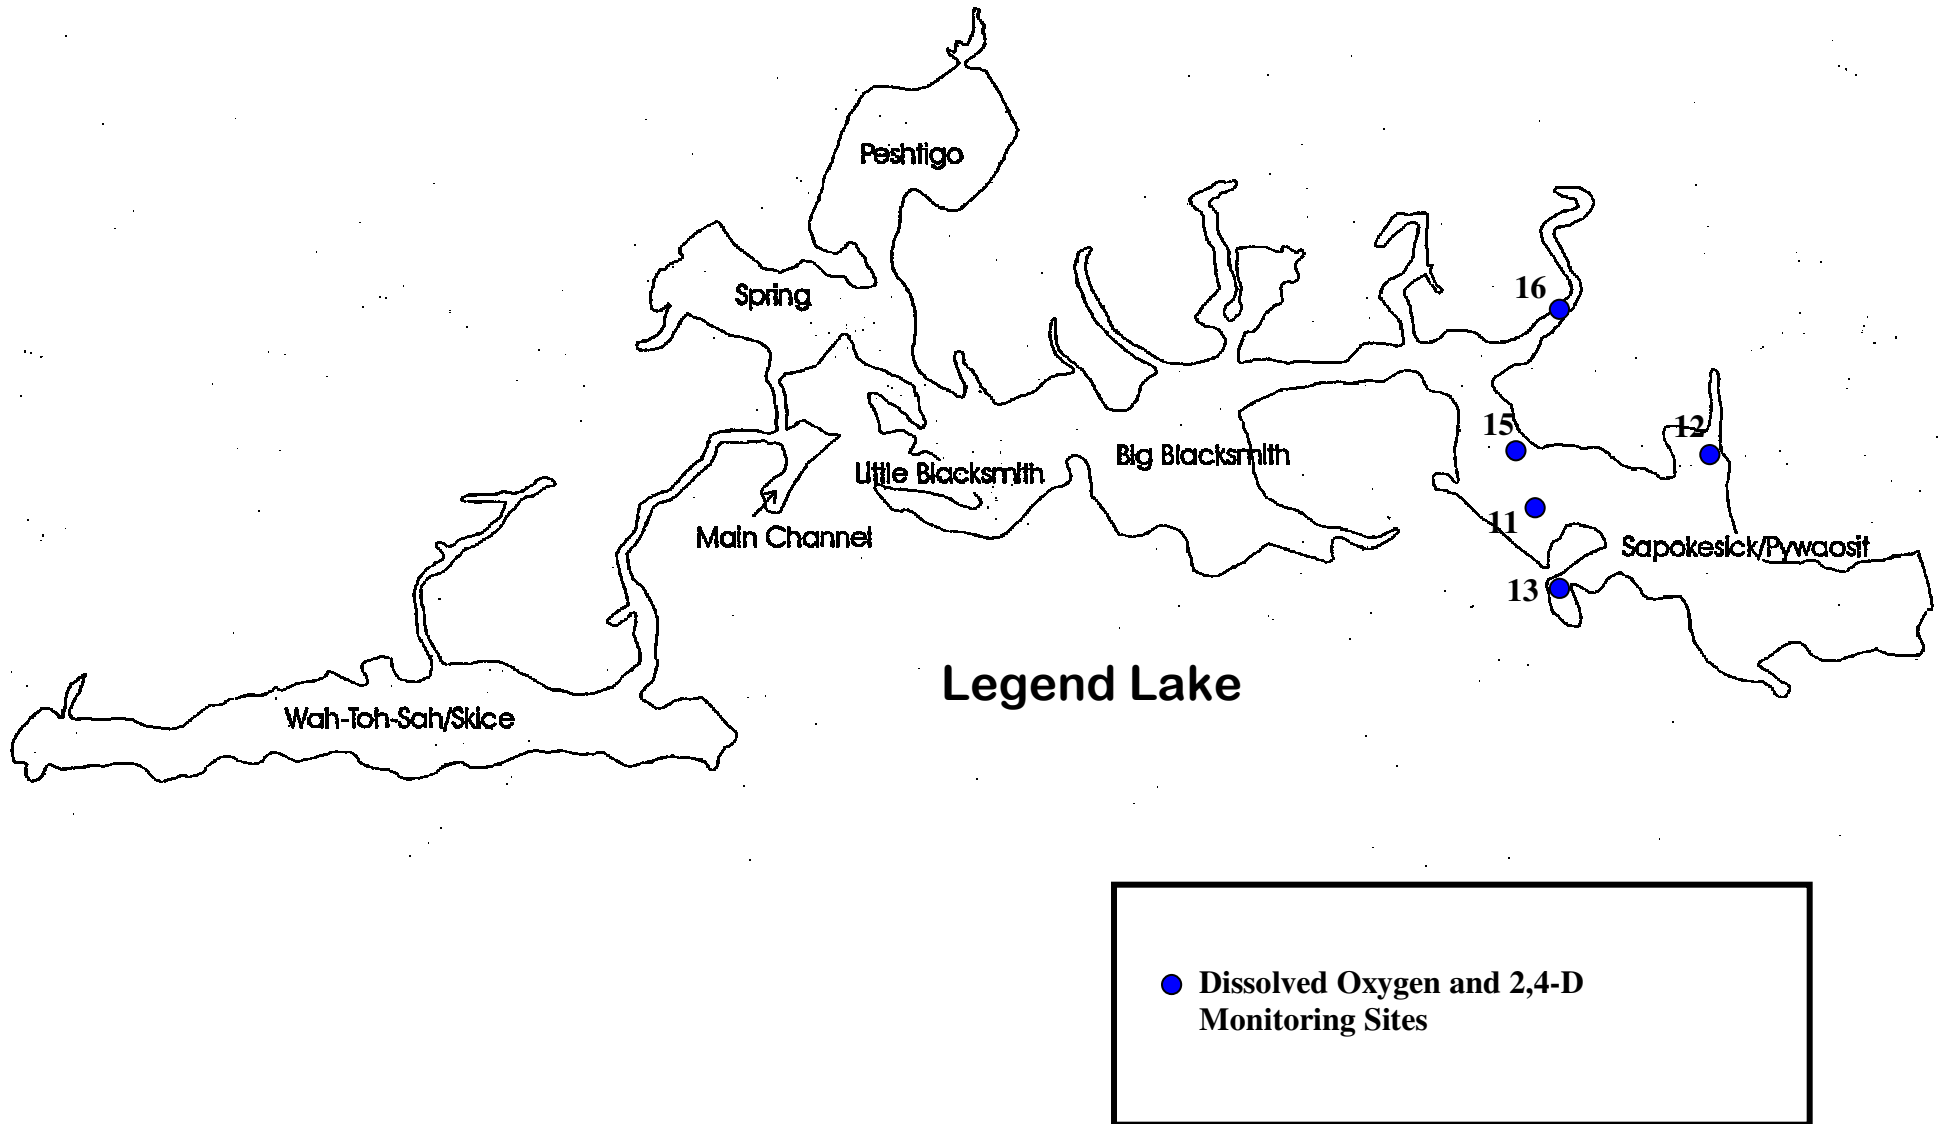 Peshtigo
Spring
16
15
12
Big Blacksmith
Little Blacksmith
11
Main Channel
Sapokesick/Pywaosit
13
Legend Lake
Wah-Toh-Sah/Skice
Dissolved Oxygen and 2,4-D
Monitoring Sites